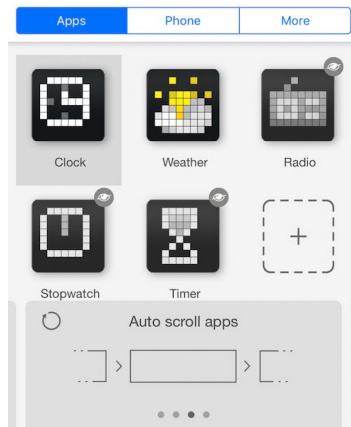 Apps Phone More
Clock Weather Radio
Stopwatch Timer
Auto scroll apps